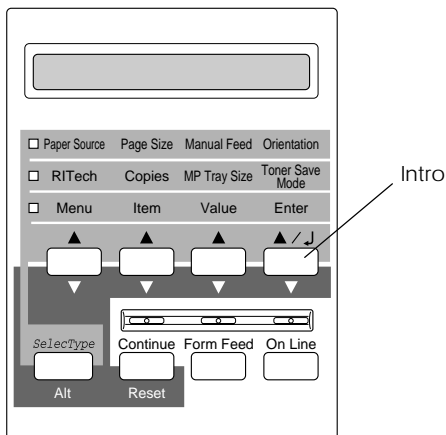 Paper Source Page Size Manual Feed Orientation
RITech Copies MP Tray Size Toner Save Mode
Menu Item Value Enter
Intro
SelecType Continue Form Feed On Line
Alt Reset